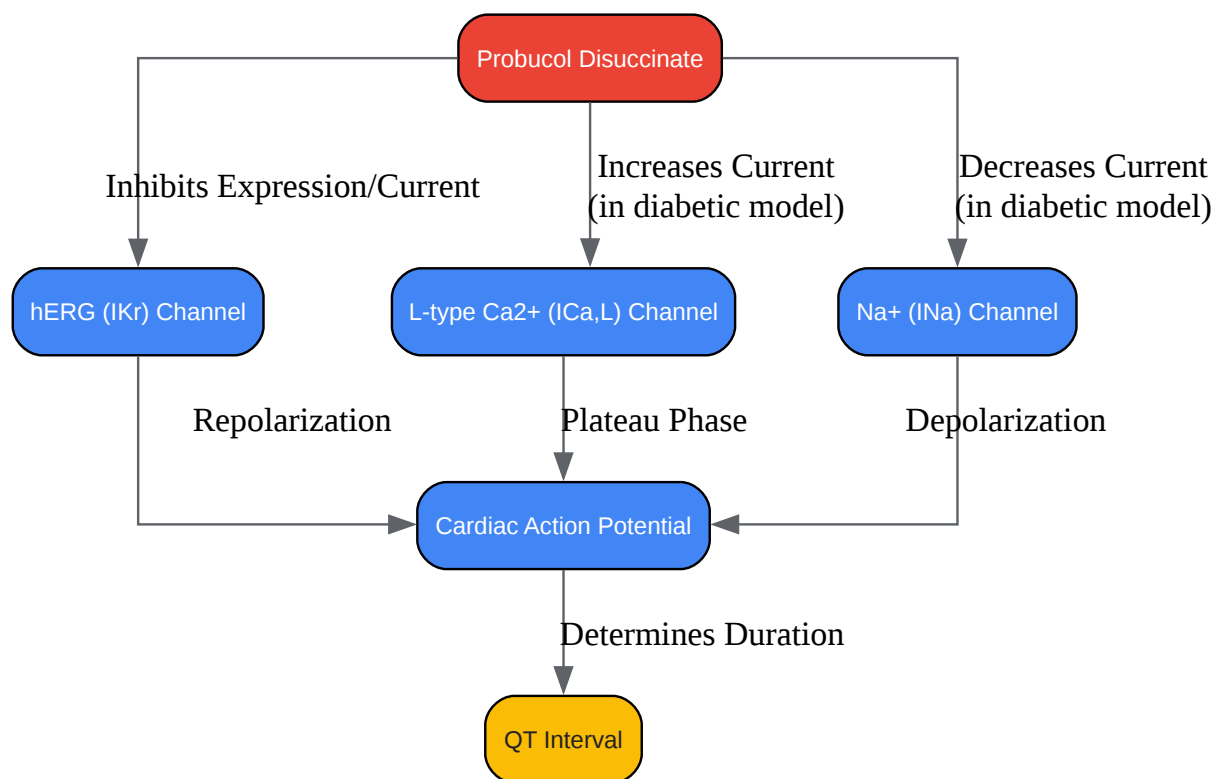 Probucol Disuccinate
Inhibits Expression/Current
Increases Current
(in diabetic model)
Decreases Current
(in diabetic model)
hERG (IKr) Channel
L-type Ca2+ (ICa,L) Channel
Na+ (INa) Channel
Repolarization
Plateau Phase
Depolarization
Cardiac Action Potential
Determines Duration
QT Interval